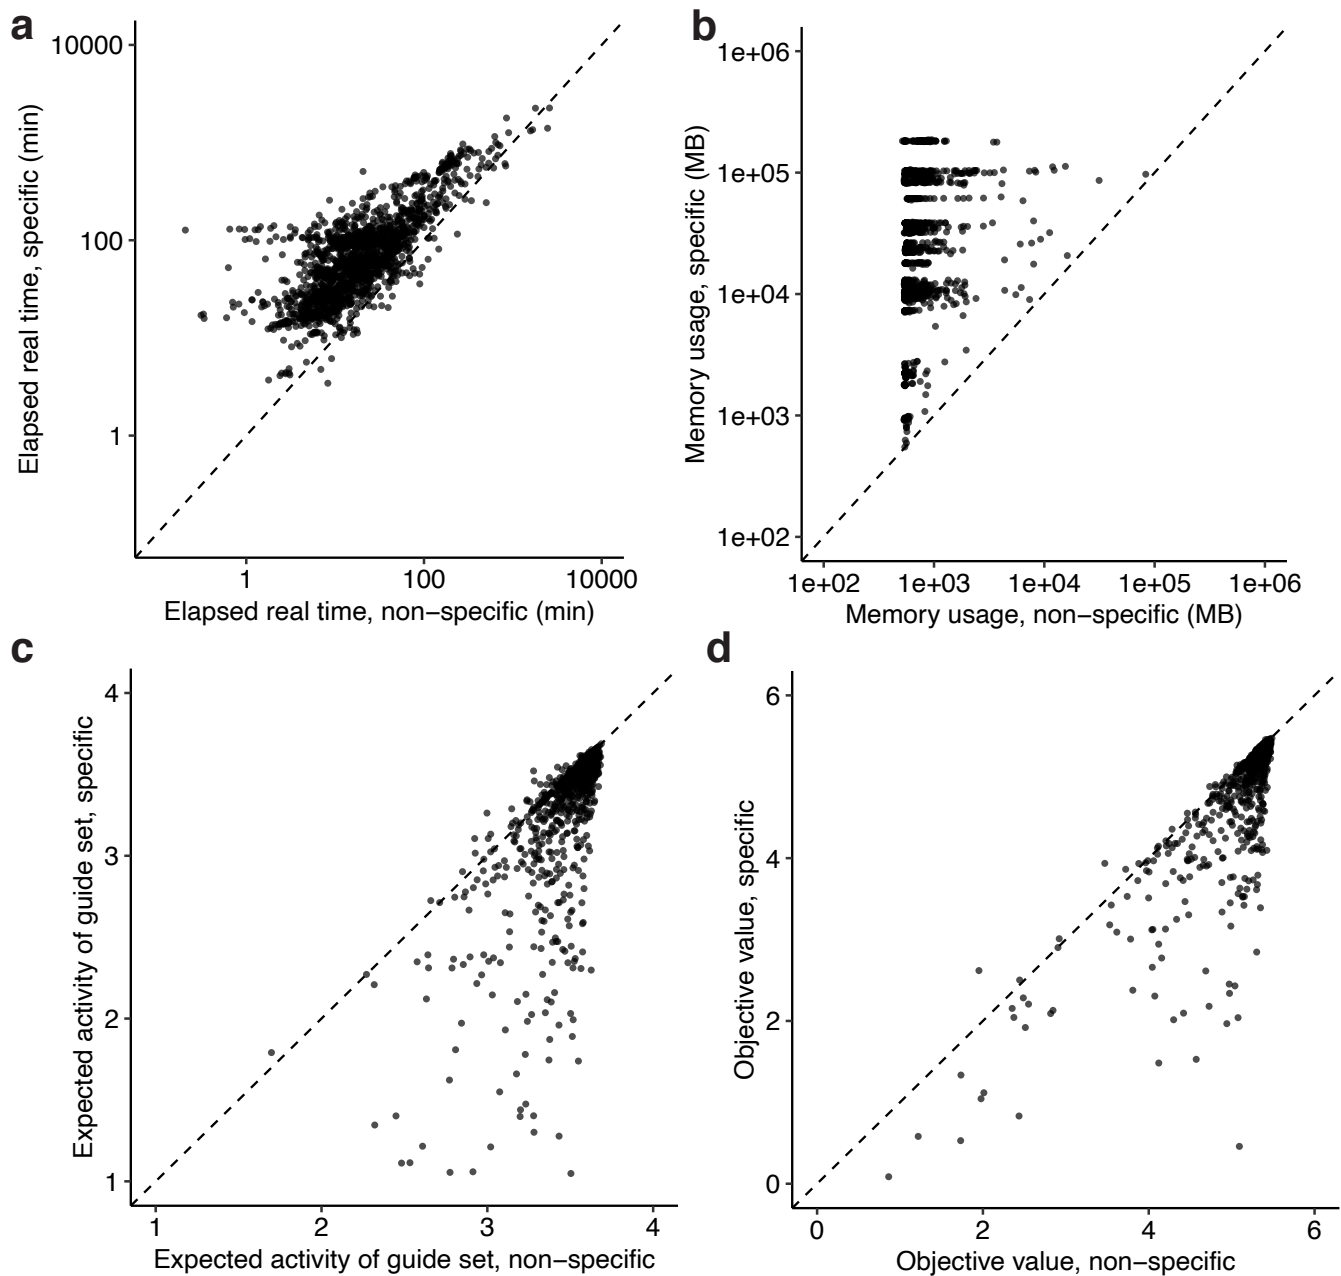 a
10000
100
1
Elapsed real time, specific (min)
1
100
10000
Elapsed real time, non−specific (min)
b
1e+06
1e+05
1e+04
1e+03
1e+02
Memory usage, specific (MB)
1e+02
1e+03
1e+04
1e+05
1e+06
Memory usage, non−specific (MB)
c
4
3
2
1
Expected activity of guide set, specific
1
2
3
4
Expected activity of guide set, non−specific
d
6
4
2
0
Objective value, specific
0
2
4
6
Objective value, non−specific